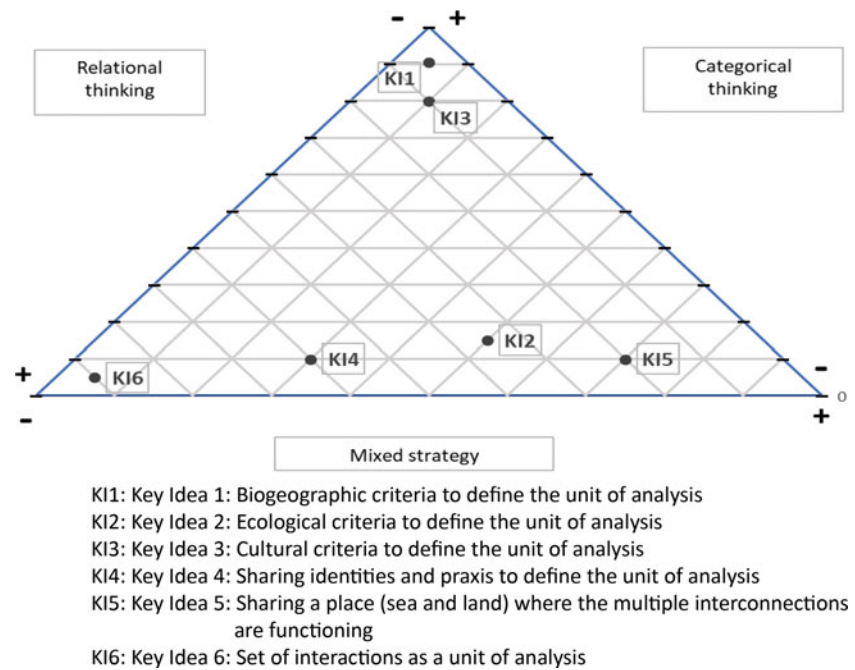 - +
Relational
thinking
Categorical
thinking
KI1
KI3
KI2
KI4
KI5
KI6
+
-
-
+
0
Mixed strategy
KI1: Key Idea 1: Biogeographic criteria to define the unit of analysis
KI2: Key Idea 2: Ecological criteria to define the unit of analysis
KI3: Key Idea 3: Cultural criteria to define the unit of analysis
KI4: Key Idea 4: Sharing identities and praxis to define the unit of analysis
KI5: Key Idea 5: Sharing a place (sea and land) where the multiple interconnections
are functioning
KI6: Key Idea 6: Set of interactions as a unit of analysis